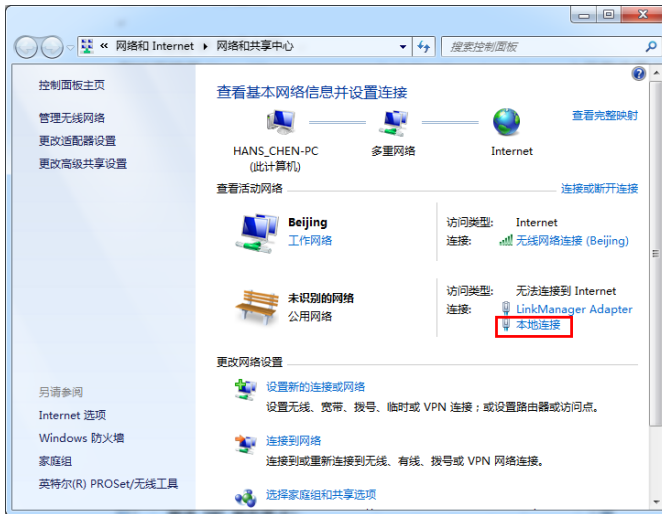 « 网络和 Internet ▸ 网络和共享中心
搜索控制面板
控制面板主页
管理无线网络
更改适配器设置
更改高级共享设置
查看基本网络信息并设置连接
查看完整映射
HANS_CHEN-PC
(此计算机)
多重网络
Internet
查看活动网络
连接或断开连接
Beijing
工作网络
访问类型: Internet
连接: 无线网络连接 (Beijing)
未识别的网络
公用网络
访问类型: 无法连接到 Internet
连接: LinkManager Adapter
本地连接
更改网络设置
设置新的连接或网络
设置无线、宽带、拨号、临时或 VPN 连接；或设置路由器或访问点。
连接到网络
连接到或重新连接到无线、有线、拨号或 VPN 网络连接。
选择家庭组和共享选项
另请参阅
Internet 选项
Windows 防火墙
家庭组
英特尔(R) PROSet/无线工具